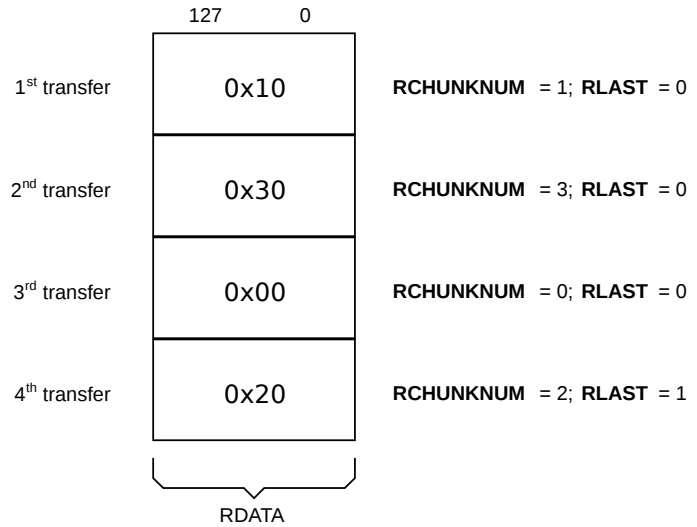 127 0
1st transfer 0x10 RCHUNKNUM = 1; RLAST = 0
2nd transfer 0x30 RCHUNKNUM = 3; RLAST = 0
3rd transfer 0x00 RCHUNKNUM = 0; RLAST = 0
4th transfer 0x20 RCHUNKNUM = 2; RLAST = 1
RDATA